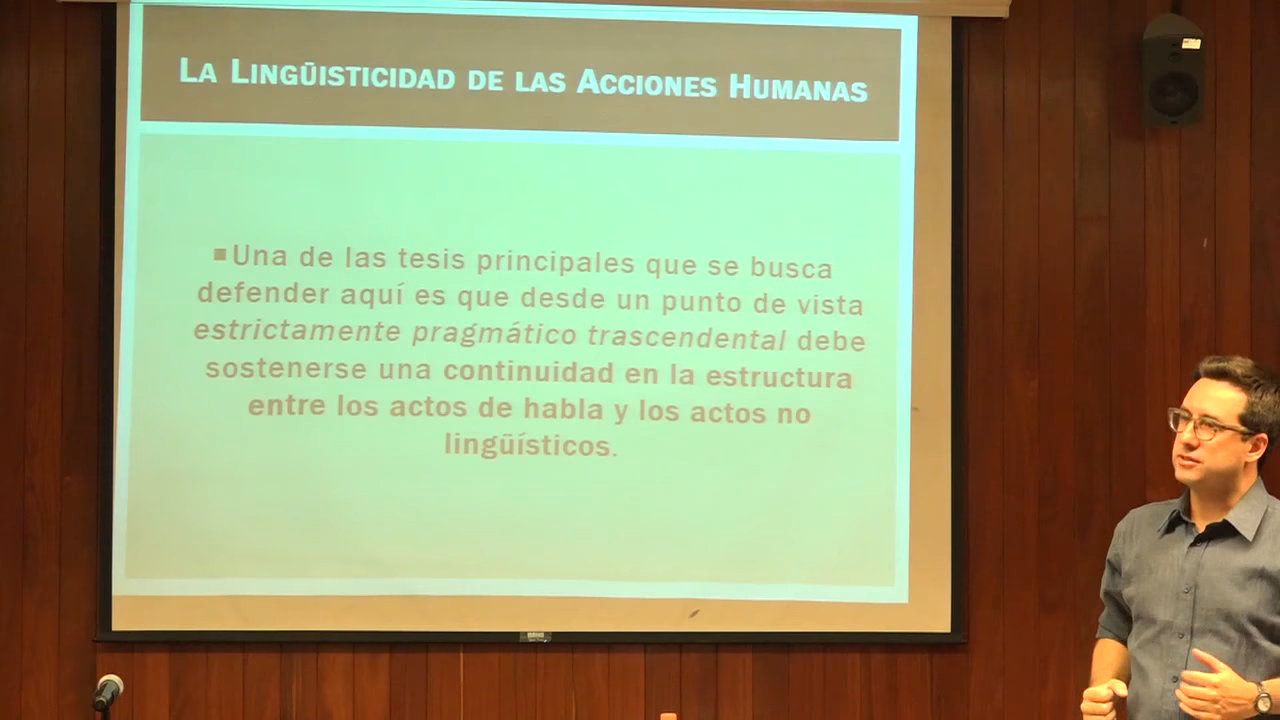 LA LINGÜISTICIDAD DE LAS ACCIONES HUMANAS
▪Una de las tesis principales que se busca
defender aquí es que desde un punto de vista
estrictamente pragmático trascendental debe
sostenerse una continuidad en la estructura
entre los actos de habla y los actos no
lingüísticos.